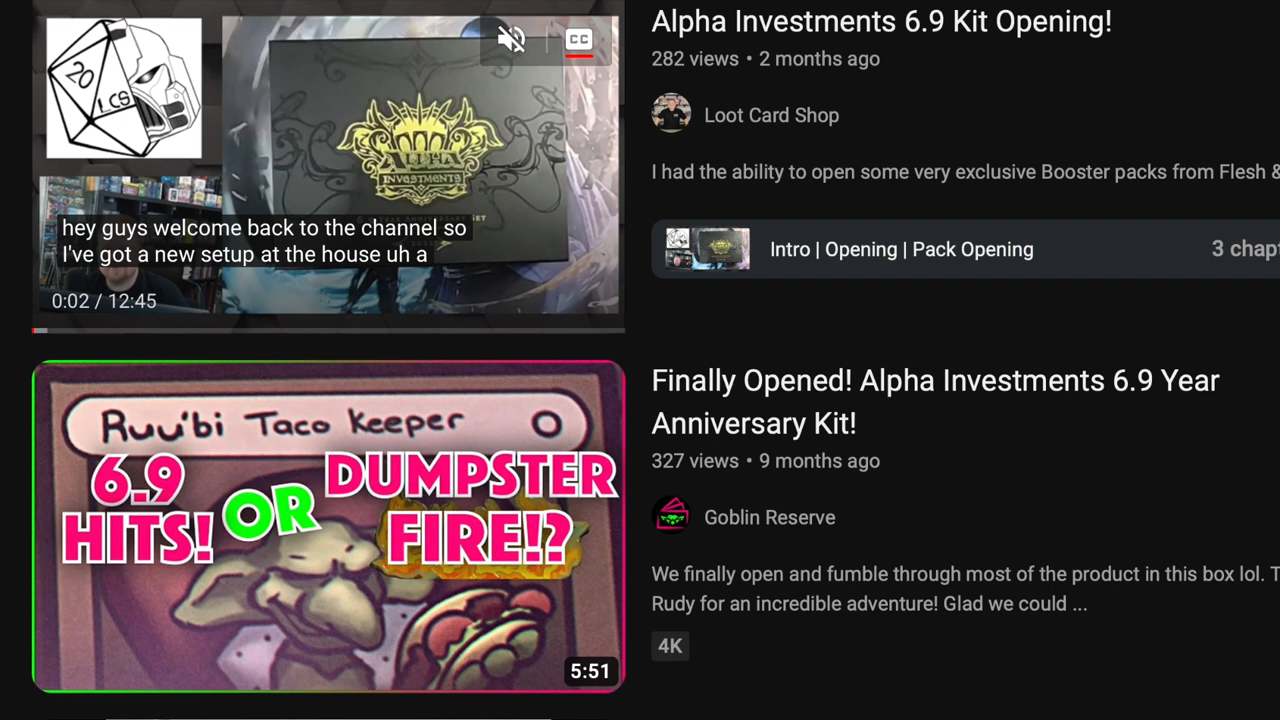 20
LCS
CC
ALPHA
INVESTMENTS
hey guys welcome back to the channel so
I've got a new setup at the house uh a
0:02 / 12:45
Alpha Investments 6.9 Kit Opening!
282 views • 2 months ago
Loot Card Shop
I had the ability to open some very exclusive Booster packs from Flesh &
Intro | Opening | Pack Opening
3 chapt
Ruu'bi Taco Keeper 0
6.9
HITS!
OR
DUMPSTER
FIRE!?
5:51
Finally Opened! Alpha Investments 6.9 Year
Anniversary Kit!
327 views • 9 months ago
Goblin Reserve
We finally open and fumble through most of the product in this box lol. T
Rudy for an incredible adventure! Glad we could ...
4K